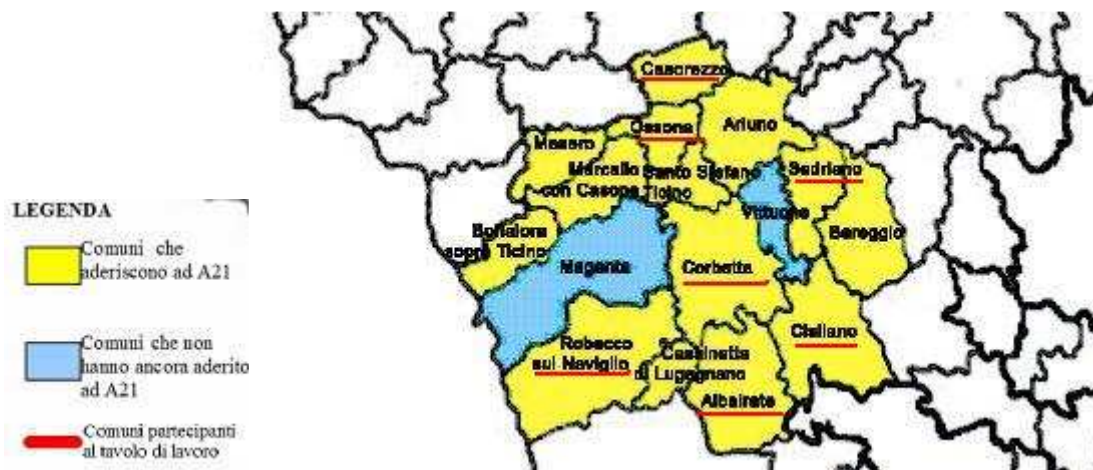 LEGENDA
Comuni che
aderiscono ad A21
Comuni che non
hanno ancora aderito
ad A21
Comuni partecipanti
al tavolo di lavoro
Casorezzo
Ossona
Arluno
Mesero
Marcallo
con Casone
Santo Stefano
Ticino
Sedriano
Vittuone
Bareggio
Boffalora
sopra Ticino
Magenta
Corbetta
Cisliano
Robecco
sul Naviglio
Cassinetta
di Lugagnano
Albairate